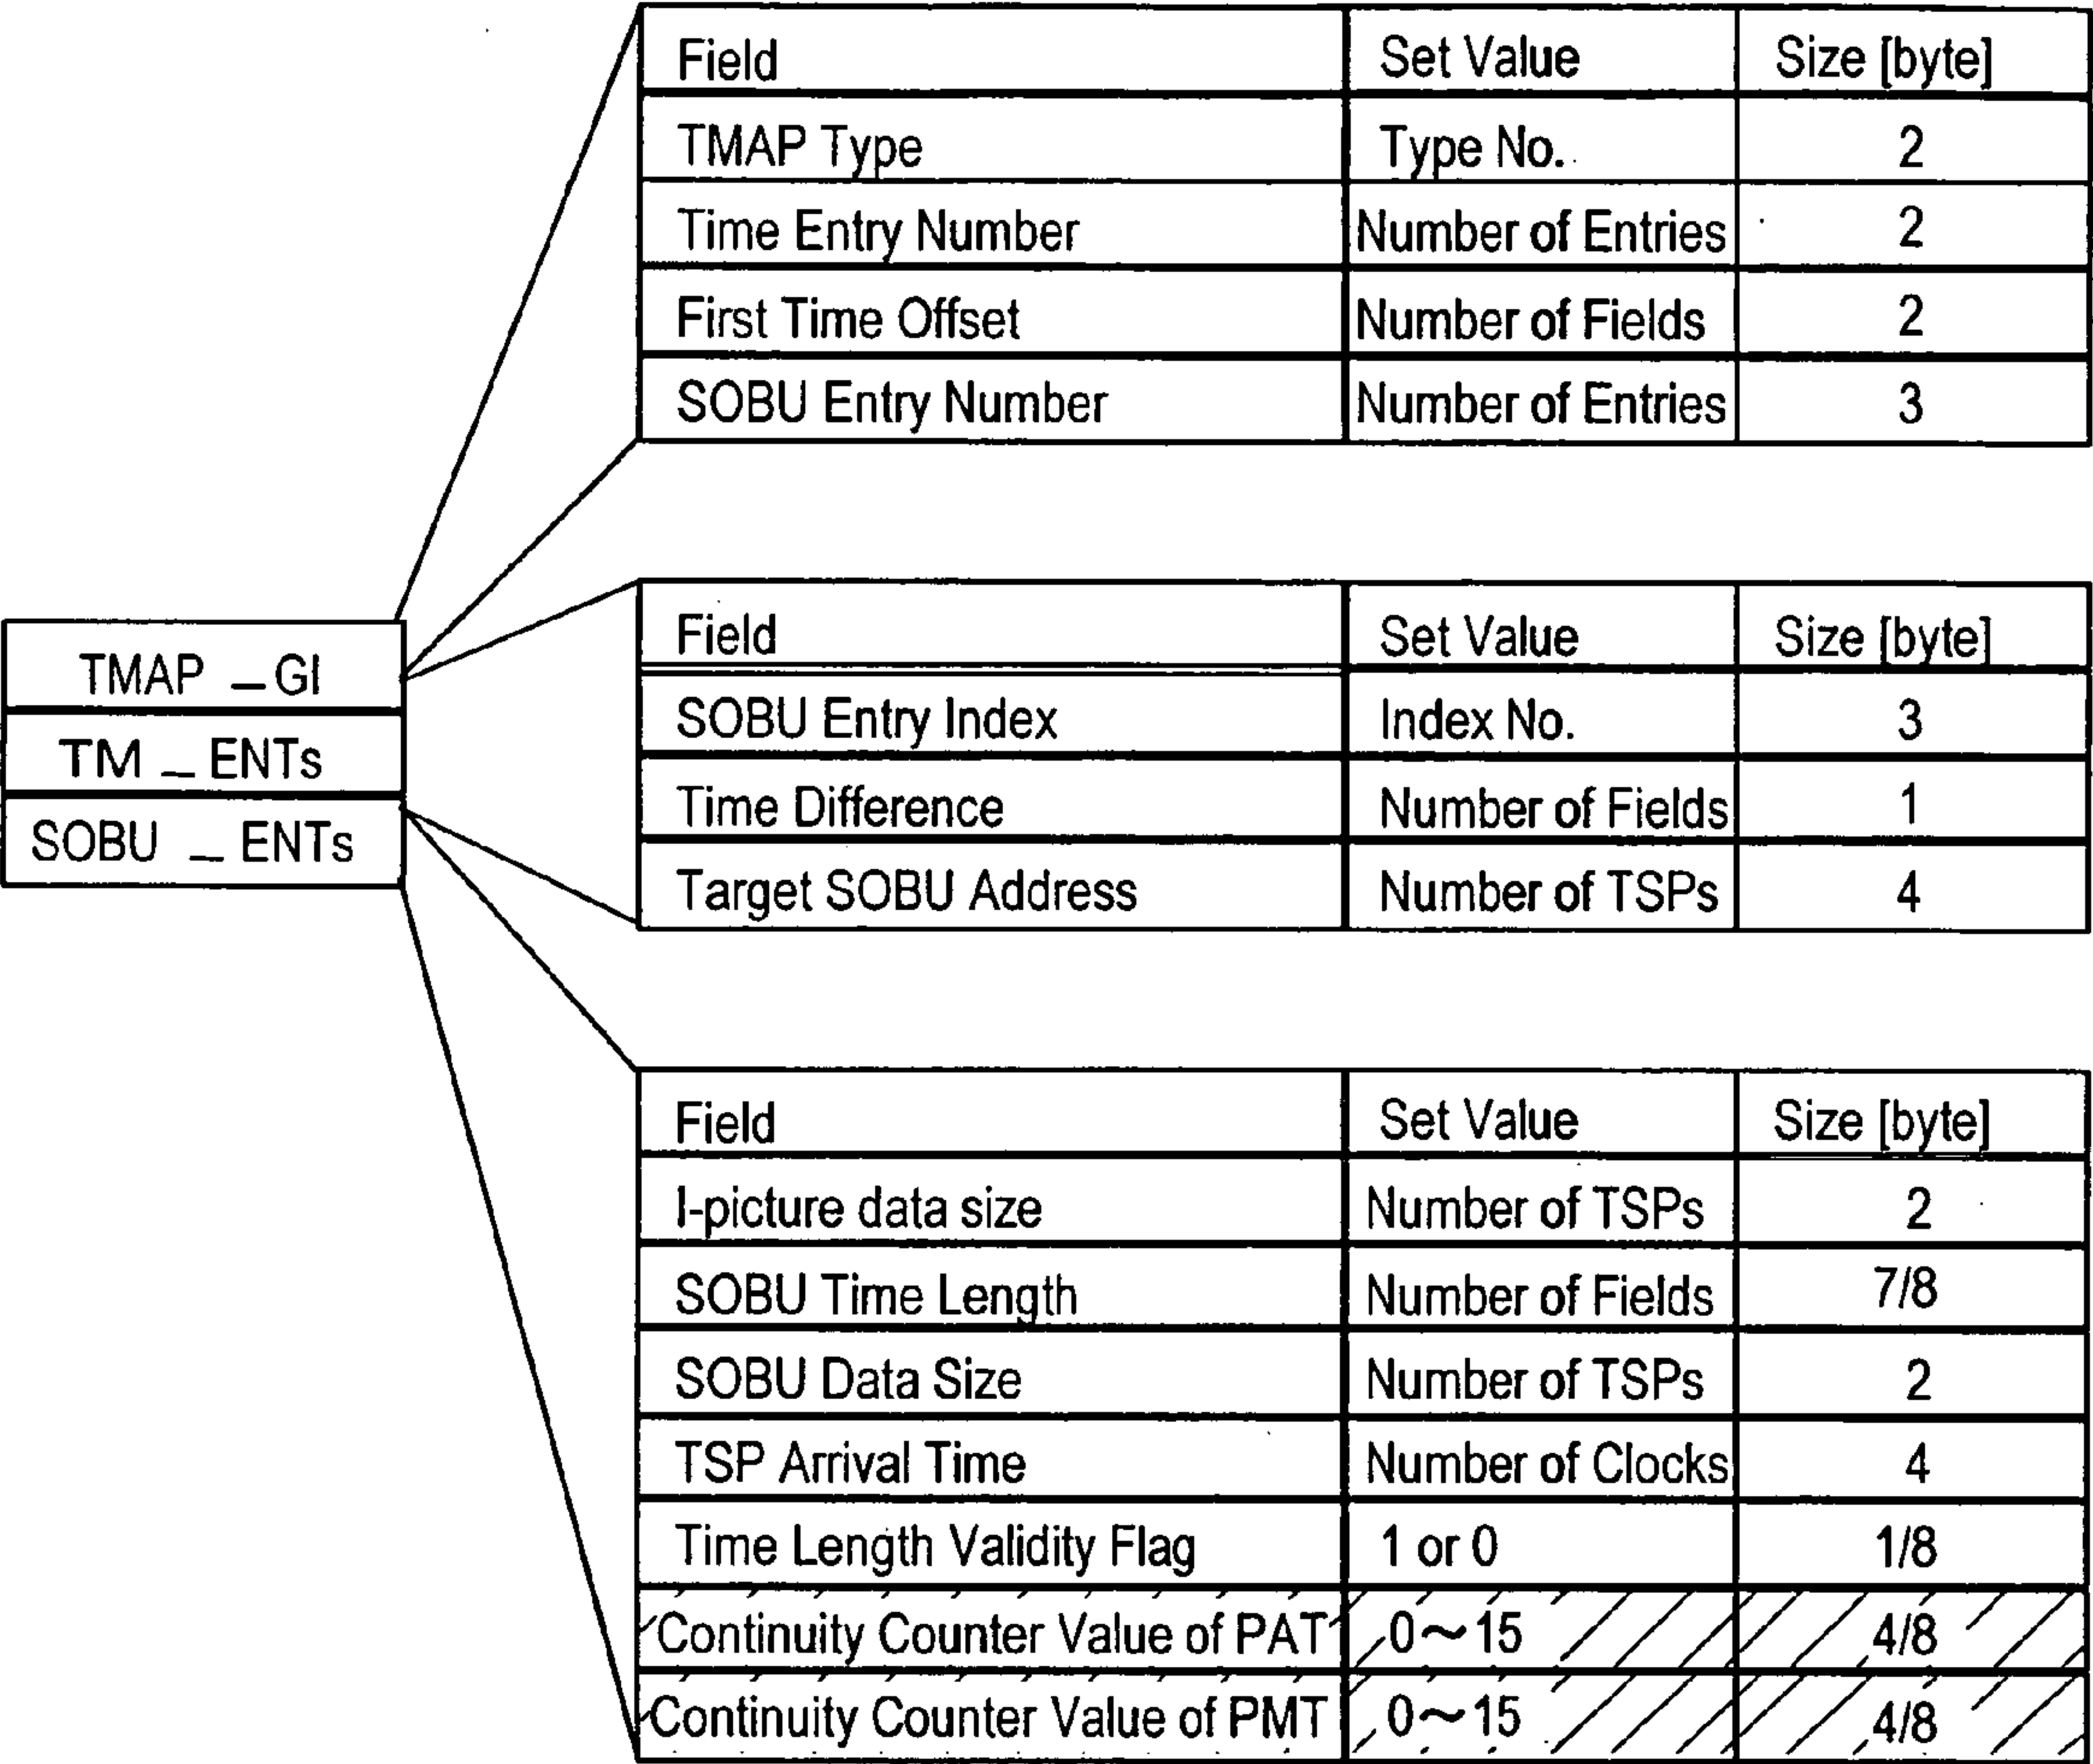 Field Set Value Size [byte]
TMAP Type Type No. 2
Time Entry Number Number of Entries 2
First Time Offset Number of Fields 2
SOBU Entry Number Number of Entries 3
TMAP _ GI
TM _ ENTs
SOBU _ ENTs
Field Set Value Size [byte]
SOBU Entry Index Index No. 3
Time Difference Number of Fields 1
Target SOBU Address Number of TSPs 4
Field Set Value Size [byte]
I-picture data size Number of TSPs 2
SOBU Time Length Number of Fields 7/8
SOBU Data Size Number of TSPs 2
TSP Arrival Time Number of Clocks 4
Time Length Validity Flag 1 or 0 1/8
Continuity Counter Value of PAT 0~15 4/8
Continuity Counter Value of PMT 0~15 4/8